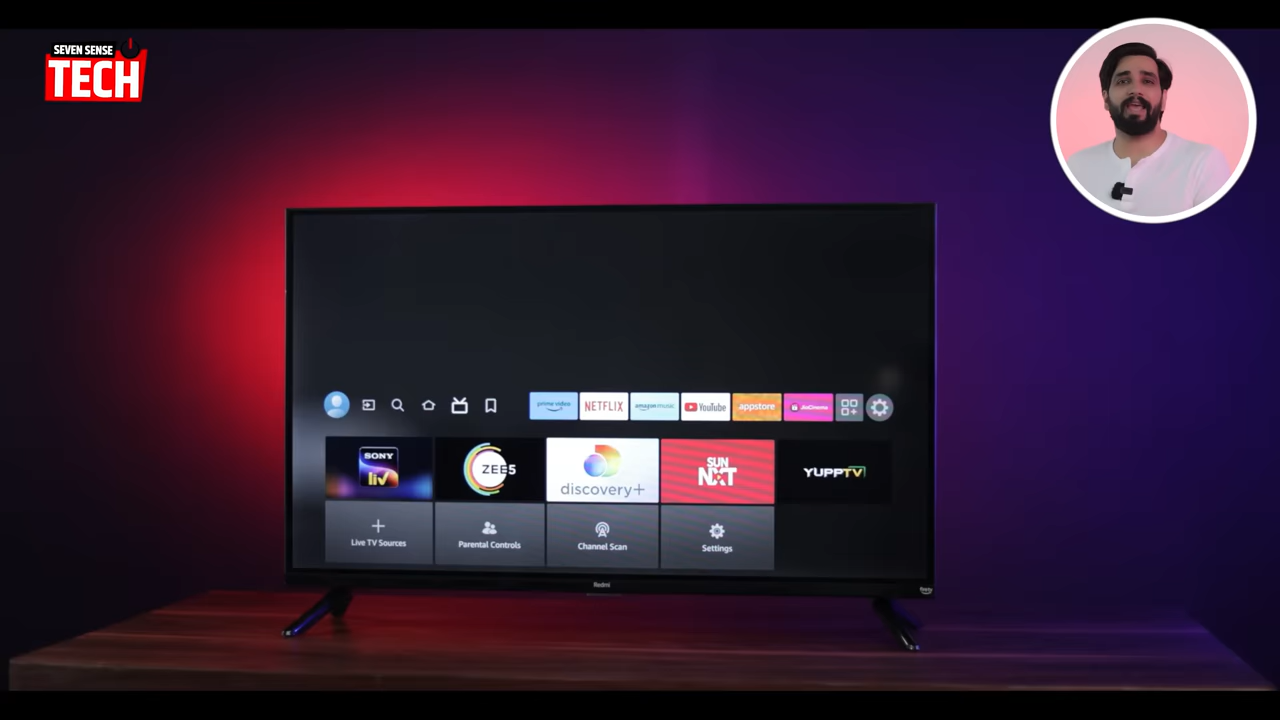 SEVEN SENSE
TECH
prime video
NETFLIX
amazon music
YouTube
appstore
JioCinema
SONY
liv
ZEE5
discovery+
SUN
NXT
YUPPTV
Live TV Sources
Parental Controls
Channel Scan
Settings
Redmi